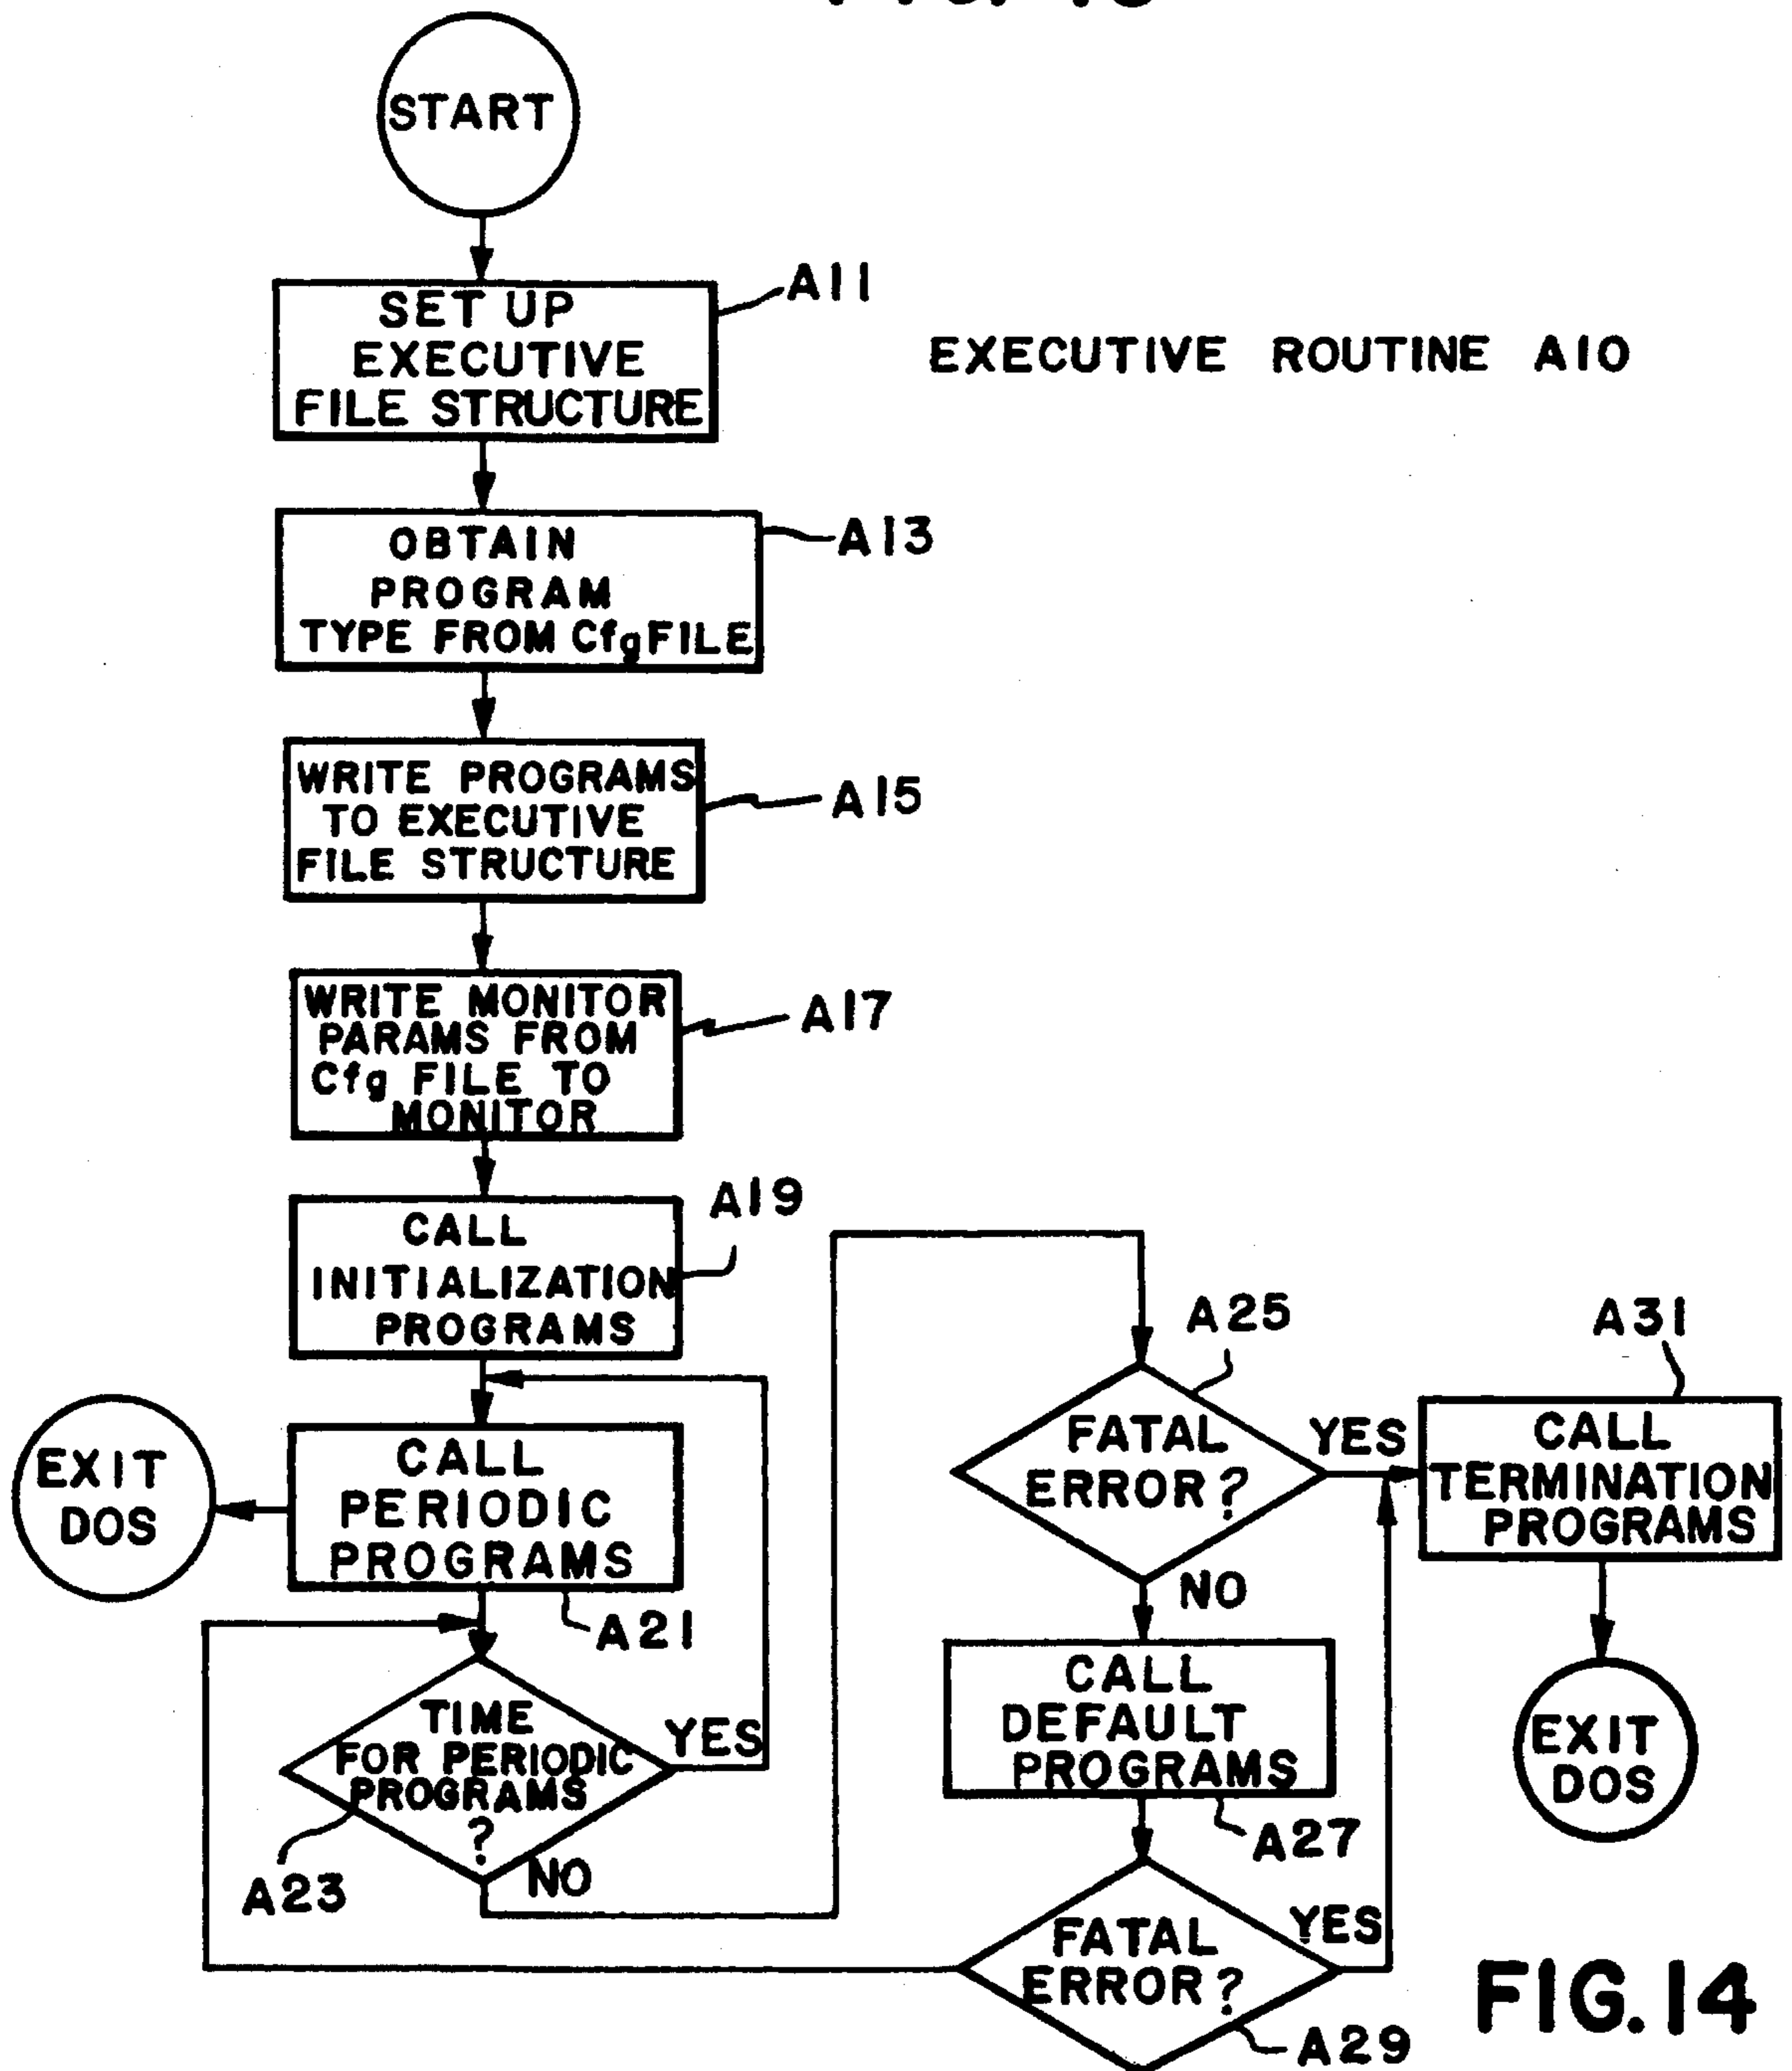 START
SET UP
EXECUTIVE
FILE STRUCTURE
A11
EXECUTIVE ROUTINE A10
OBTAIN
PROGRAM
TYPE FROM Cfg FILE
A13
WRITE PROGRAMS
TO EXECUTIVE
FILE STRUCTURE
A15
WRITE MONITOR
PARAMS FROM
Cfg FILE TO
MONITOR
A17
CALL
INITIALIZATION
PROGRAMS
A19
EXIT
DOS
CALL
PERIODIC
PROGRAMS
A21
TIME
FOR PERIODIC
PROGRAMS
?
YES
NO
A23
A25
FATAL
ERROR?
YES
NO
A31
CALL
TERMINATION
PROGRAMS
EXIT
DOS
CALL
DEFAULT
PROGRAMS
A27
FATAL
ERROR?
YES
A29
FIG. 14